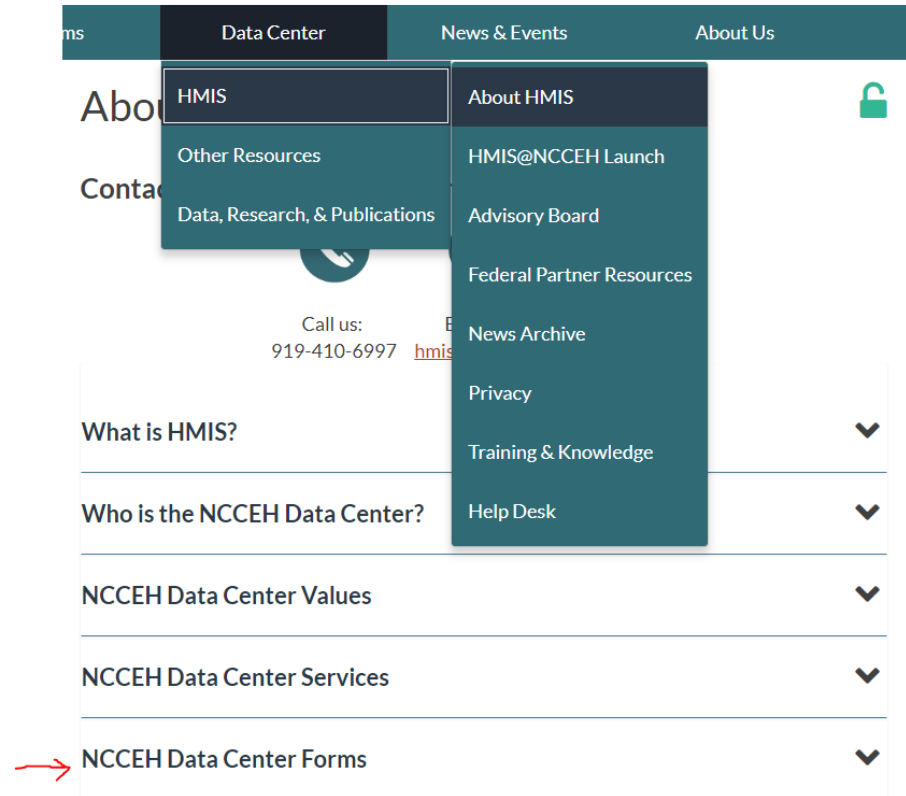 ms Data Center News & Events About Us
HMIS
Other Resources
Data, Research, & Publications
About HMIS
HMIS@NCCEH Launch
Advisory Board
Federal Partner Resources
News Archive
Privacy
Training & Knowledge
Help Desk
Call us:
919-410-6997
What is HMIS?
Who is the NCCEH Data Center?
NCCEH Data Center Values
NCCEH Data Center Services
NCCEH Data Center Forms